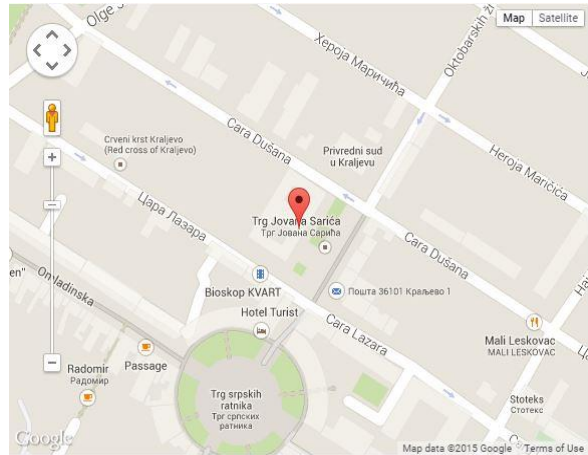 Olge S
Map
Satellite
Хероја Маричића
Oktobarskih ž
Crveni krst Kraljevo
(Red cross of Kraljevo)
Cara Dušana
Privredni sud
u Kraljevu
Heroja Maričića
Цара Лазара
Trg Jovana Sarića
Трг Јована Сарића
Cara Dušana
en"
Omladinska
Bioskop KVART
Пошта 36101 Краљево 1
Hotel Turist
Cara Lazara
Mali Leskovac
MALI LESKOVAC
Radomir
Радомир
Passage
Trg srpskih
ratnika
Трг српских
ратника
Stoteks
Стотекс
Google
Map data ©2015 Google
Terms of Use